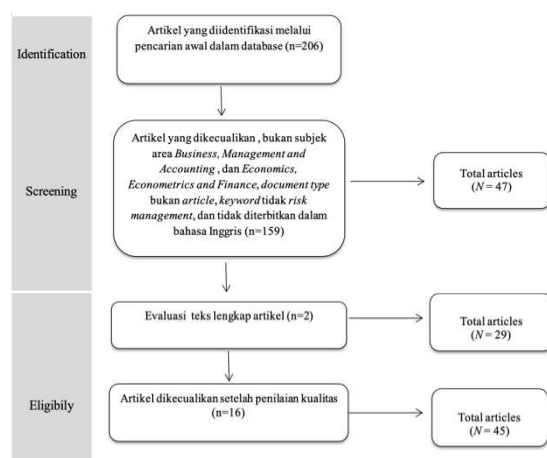 Identification
Artikel yang diidentifikasi melalui
pencarian awal dalam database (n=206)
Screening
Artikel yang dikecualikan , bukan subjek
area Business, Management and
Accounting , dan Economics,
Econometrics and Finance, document type
bukan article, keyword tidak risk
management, dan tidak diterbitkan dalam
bahasa Inggris (n=159)
Total articles
(N = 47)
Eligibily
Evaluasi teks lengkap artikel (n=2)
Total articles
(N = 29)
Artikel dikecualikan setelah penilaian kualitas
(n=16)
Total articles
(N = 45)